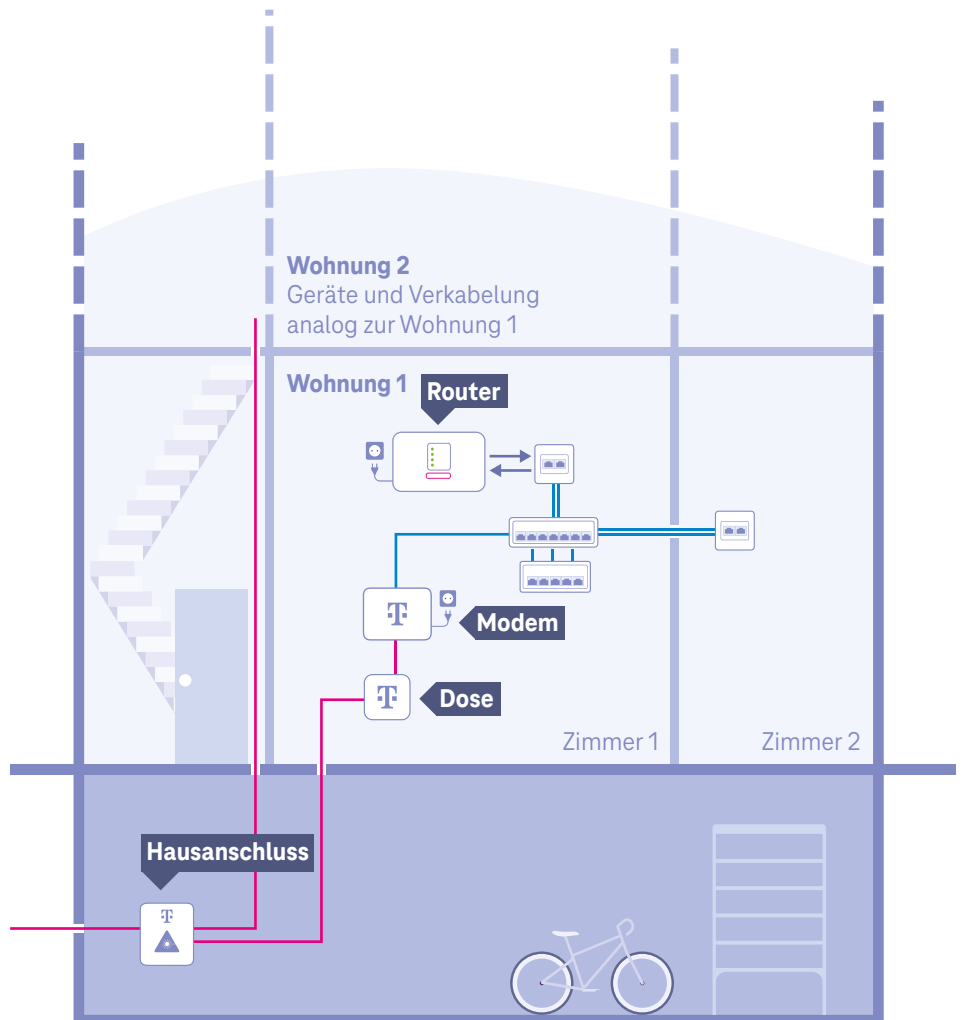 Wohnung 2
Geräte und Verkabelung
analog zur Wohnung 1
Wohnung 1
Router
T
Modem
T
Dose
Zimmer 1
Zimmer 2
Hausanschluss
T